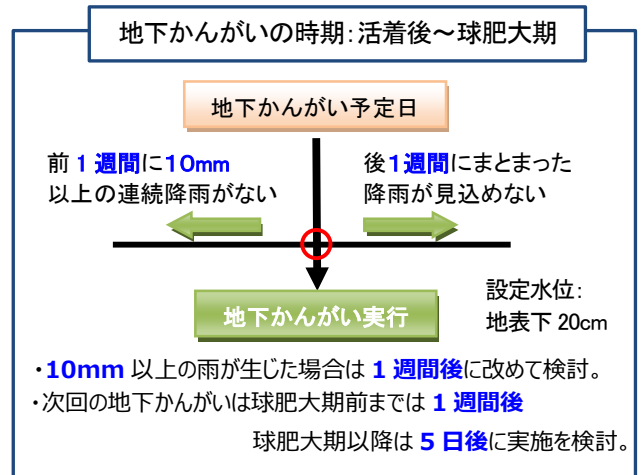 地下かんがいの時期：活着後～球肥大期
地下かんがい予定日
前１週間に１０ｍｍ
以上の連続降雨がない
後１週間にまとまった
降雨が見込めない
地下かんがい実行
設定水位：
地表下 20cm
・10mm 以上の雨が生じた場合は 1 週間後に改めて検討。
・次回の地下かんがいは球肥大期前までは 1 週間後
球肥大期以降は 5 日後に実施を検討。